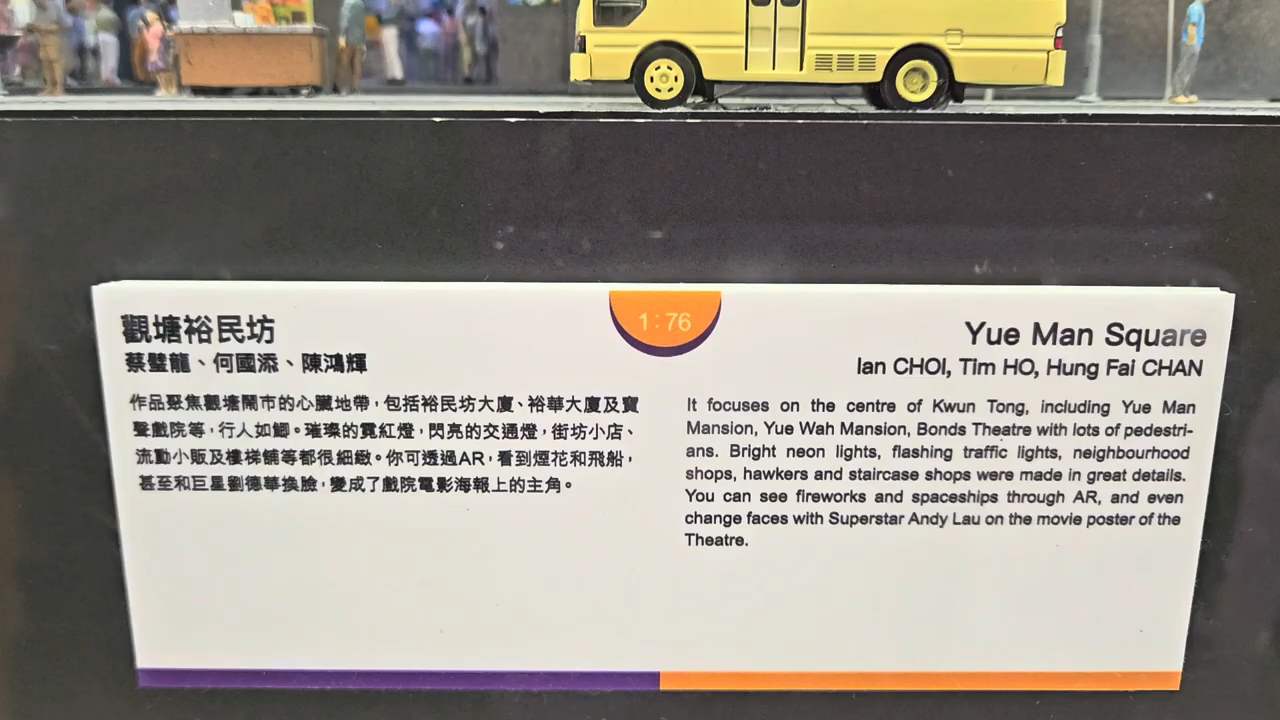 觀塘裕民坊
蔡璧龍、何國添、陳鴻輝
作品聚焦觀塘鬧市的心臟地帶，包括裕民坊大廈、裕華大廈及寶
聲戲院等，行人如鯽。璀璨的霓紅燈，閃亮的交通燈，街坊小店、
流動小販及樓梯舖等都很細緻。你可透過AR，看到煙花和飛船，
甚至和巨星劉德華換臉，變成了戲院電影海報上的主角。
1:76
Yue Man Square
Ian CHOI, Tim HO, Hung Fai CHAN
It focuses on the centre of Kwun Tong, including Yue Man
Mansion, Yue Wah Mansion, Bonds Theatre with lots of pedestri-
ans. Bright neon lights, flashing traffic lights, neighbourhood
shops, hawkers and staircase shops were made in great details.
You can see fireworks and spaceships through AR, and even
change faces with Superstar Andy Lau on the movie poster of the
Theatre.